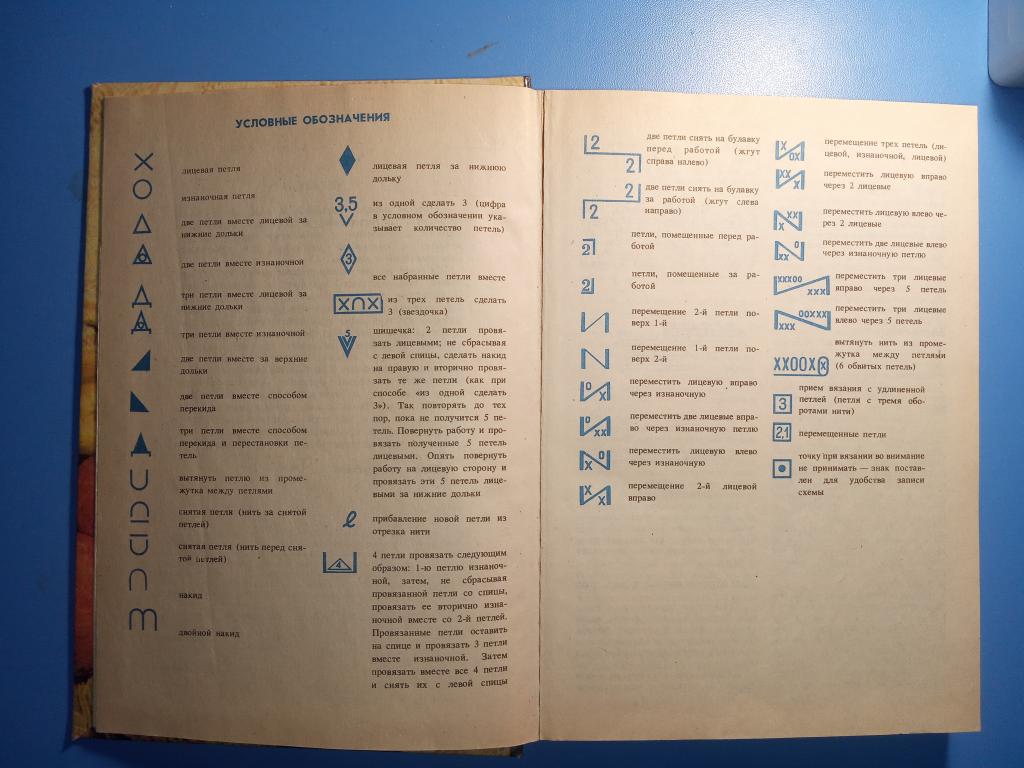 УСЛОВНЫЕ ОБОЗНАЧЕНИЯ
лицевая петля
изнаночная петля
две петли вместе лицевой за
нижние дольки
две петли вместе изнаночной
три петли вместе лицевой за
нижние дольки
три петли вместе изнаночной
две петли вместе за верхние
дольки
две петли вместе способом
перекида
три петли вместе способом
перекида и перестановки пе-
тель
вытянуть петлю из проме-
жутка между петлями
снятая петля (нить за снятой
петлей)
снятая петля (нить перед сня-
той петлей)
накид
двойной накид
лицевая петля за нижнюю
дольку
3,5
из одной сделать 3 (цифра
в условном обозначении ука-
зывает количество петель)
3
все набранные петли вместе
из трех петель сделать
3 (звездочка)
5
шишечка: 2 петли провя-
зать лицевыми; не сбрасывая
с левой спицы, сделать накид
на правую и вторично провя-
зать те же петли (как при
способе «из одной сделать
3»). Так повторять до тех
пор, пока не получится 5 пе-
тель. Повернуть работу и про-
вязать полученные 5 петель
лицевыми. Опять повернуть
работу на лицевую сторону и
провязать эти 5 петель лице-
выми за нижние дольки
прибавление новой петли из
отрезка нити
4
4 петли провязать следующим
образом: 1-ю петлю изнаноч-
ной, затем, не сбрасывая
провязанной петли со спицы,
провязать ее вторично изна-
ночной вместе со 2-й петлей.
Провязанные петли оставить
на спице и провязать 3 петли
вместе изнаночной. Затем
провязать вместе все 4 петли
и снять их с левой спицы
2
2
две петли снять на булавку
перед работой (жгут
справа налево)
2
2
две петли снять на булавку
за работой (жгут слева
направо)
2
петли, помещенные перед ра-
ботой
2
петли, помещенные за ра-
ботой
перемещение 2-й петли по-
верх 1-й
перемещение 1-й петли по-
верх 2-й
переместить лицевую вправо
через изнаночную
переместить две лицевые впра-
во через изнаночную петлю
переместить лицевую влево
через изнаночную
перемещение 2-й лицевой
вправо
перемещение трех петель (ли-
цевой, изнаночной, лицевой)
переместить лицевую вправо
через 2 лицевые
переместить лицевую влево че-
рез 2 лицевые
переместить две лицевые влево
через изнаночную петлю
переместить три лицевые
вправо через 5 петель
переместить три лицевые
влево через 5 петель
вытянуть нить из проме-
жутка между петлями
(6 обвитых петель)
3
прием вязания с удлиненной
петлей (петля с тремя обо-
ротами нити)
2,1
перемещенные петли
точку при вязании во внимание
не принимать — знак постав-
лен для удобства записи
схемы